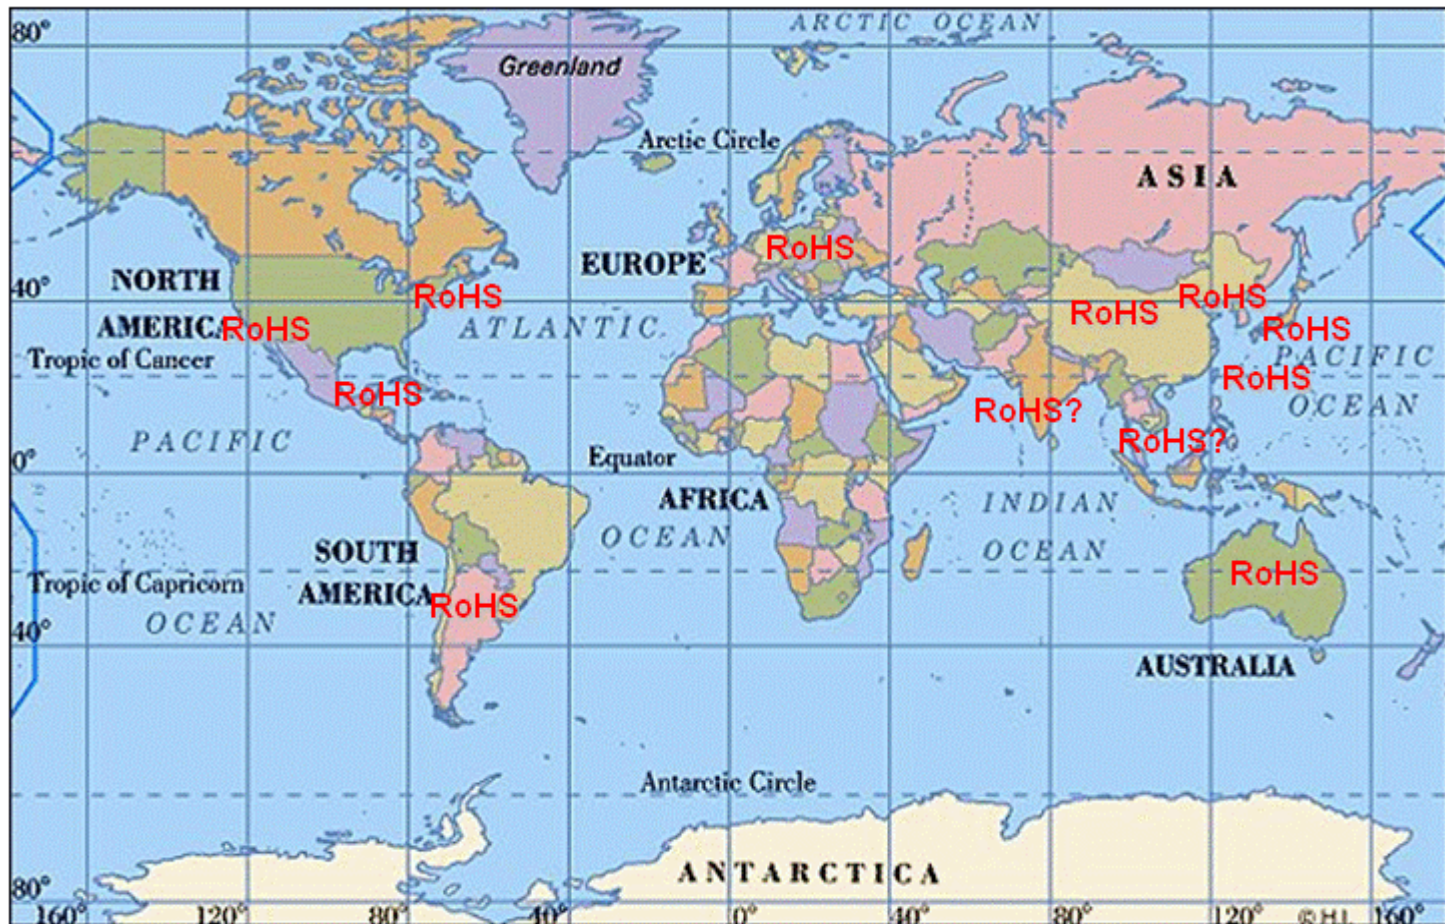 ARCTIC OCEAN
80°
Greenland
Arctic Circle
ASIA
EUROPE
RoHS
NORTH
AMERICA
40°
RoHS
RoHS
ATLANTIC
RoHS
RoHS
RoHS
Tropic of Cancer
PACIFIC
RoHS
OCEAN
RoHS
RoHS?
RoHS?
PACIFIC
0°
Equator
AFRICA
INDIAN
OCEAN
OCEAN
SOUTH
AMERICA
RoHS
RoHS
Tropic of Capricorn
OCEAN
40°
AUSTRALIA
Antarctic Circle
ANTARCTICA
80°
160°
120°
80°
40°
0°
40°
80°
120°
©H.I.
160°